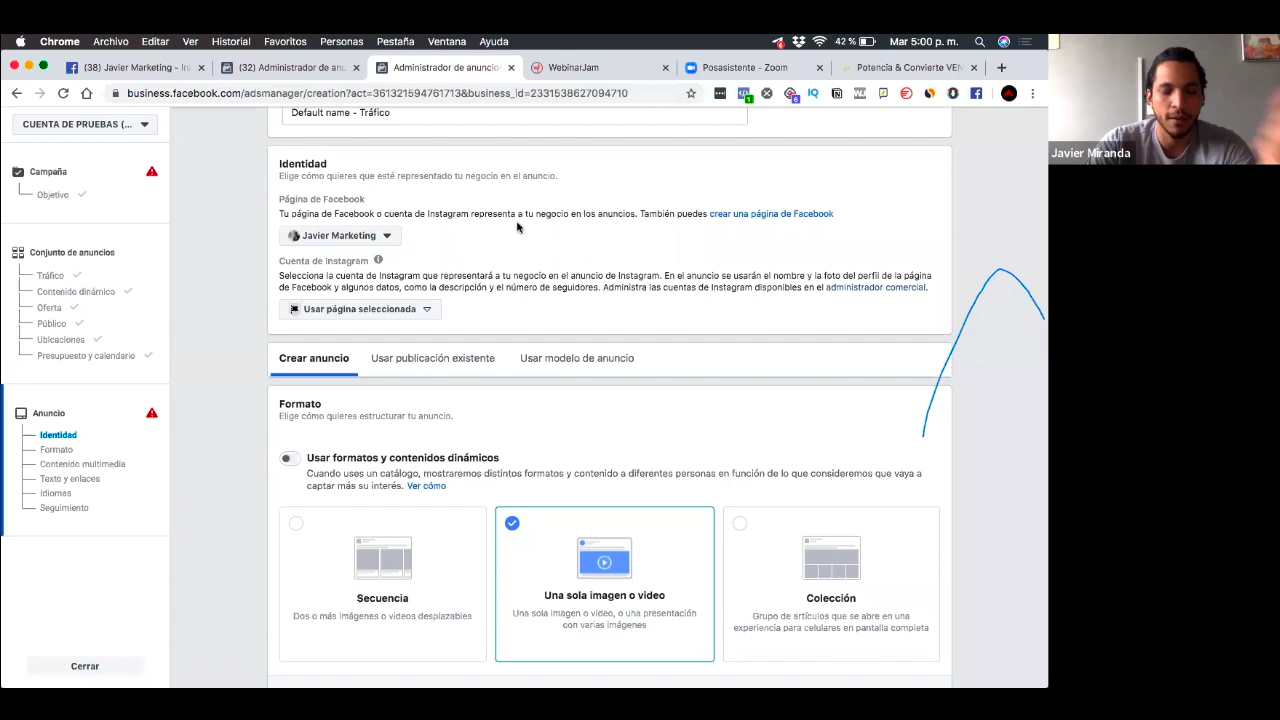 Chrome Archivo Editar Ver Historial Favoritos Personas Pestaña Ventana Ayuda 42 % Mar 5:00 p. m.
(38) Javier Marketing - Ini
(32) Administrador de anun
Administrador de anuncio
WebinarJam
Posasistente - Zoom
Potencia & Convierte VEN
business.facebook.com/adsmanager/creation?act=361321594761713&business_id=2331538627094710
CUENTA DE PRUEBAS (...
Default name - Tráfico
Campaña
Objetivo
Conjunto de anuncios
Tráfico
Contenido dinámico
Oferta
Público
Ubicaciones
Presupuesto y calendario
Anuncio
Identidad
Formato
Contenido multimedia
Texto y enlaces
Idiomas
Seguimiento
Cerrar
Identidad
Elige cómo quieres que esté representado tu negocio en el anuncio.
Página de Facebook
Tu página de Facebook o cuenta de Instagram representa a tu negocio en los anuncios. También puedes crear una página de Facebook
Javier Marketing
Cuenta de Instagram
Selecciona la cuenta de Instagram que representará a tu negocio en el anuncio de Instagram. En el anuncio se usarán el nombre y la foto del perfil de la página
de Facebook y algunos datos, como la descripción y el número de seguidores. Administra las cuentas de Instagram disponibles en el administrador comercial.
Usar página seleccionada
Crear anuncio Usar publicación existente Usar modelo de anuncio
Formato
Elige cómo quieres estructurar tu anuncio.
Usar formatos y contenidos dinámicos
Cuando uses un catálogo, mostraremos distintos formatos y contenido a diferentes personas en función de lo que consideremos que vaya a
captar más su interés. Ver cómo
Secuencia
Dos o más imágenes o videos desplazables
Una sola imagen o video
Una sola imagen o video, o una presentación
con varias imágenes
Colección
Grupo de artículos que se abre en una
experiencia para celulares en pantalla completa
Javier Miranda